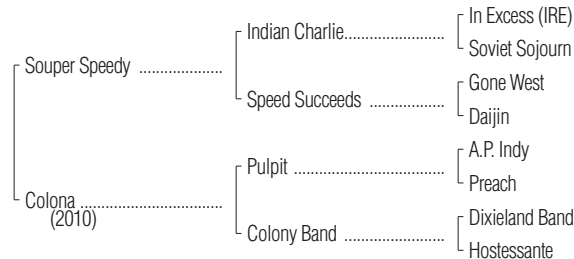 In Excess (IRE)
Indian Charlie....................
Soviet Sojourn
Souper Speedy ....................
Gone West
Speed Succeeds ....................
Daijin
A.P. Indy
Pulpit ....................
Preach
Colona ....................
(2010)
Dixieland Band
Colony Band ....................
Hostessante